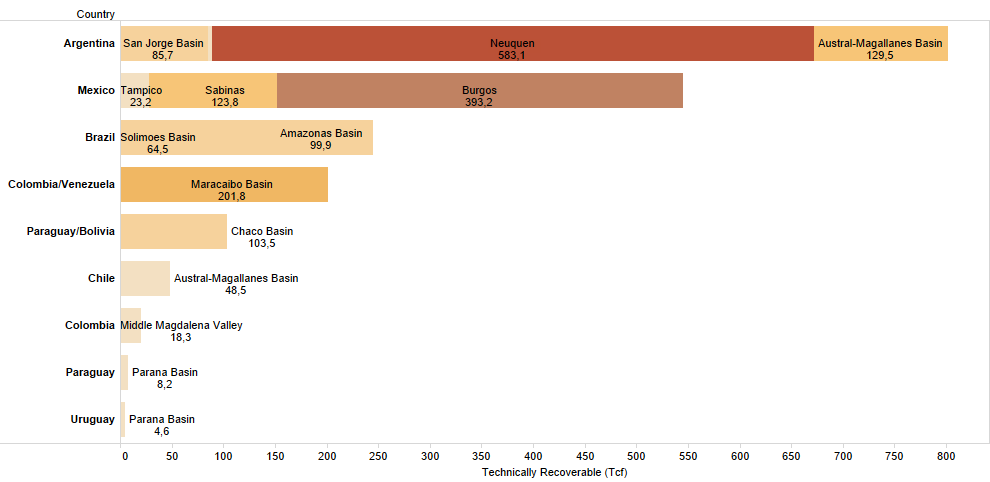 Country
Argentina
San Jorge Basin
85,7
Neuquen
583,1
Austral-Magallanes Basin
129,5
Mexico
Tampico
23,2
Sabinas
123,8
Burgos
393,2
Brazil
Solimoes Basin
64,5
Amazonas Basin
99,9
Colombia/Venezuela
Maracaibo Basin
201,8
Paraguay/Bolivia
Chaco Basin
103,5
Chile
Austral-Magallanes Basin
48,5
Colombia
Middle Magdalena Valley
18,3
Paraguay
Parana Basin
8,2
Uruguay
Parana Basin
4,6
0 50 100 150 200 250 300 350 400 450 500 550 600 650 700 750 800
Technically Recoverable (Tcf)